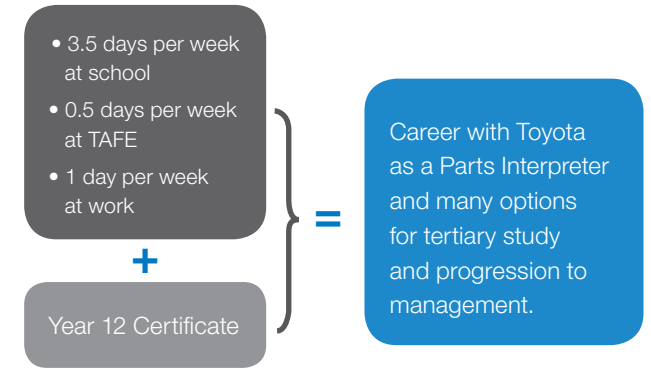 • 3.5 days per week
at school
• 0.5 days per week
at TAFE
• 1 day per week
at work
+
Year 12 Certificate
=
Career with Toyota
as a Parts Interpreter
and many options
for tertiary study
and progression to
management.